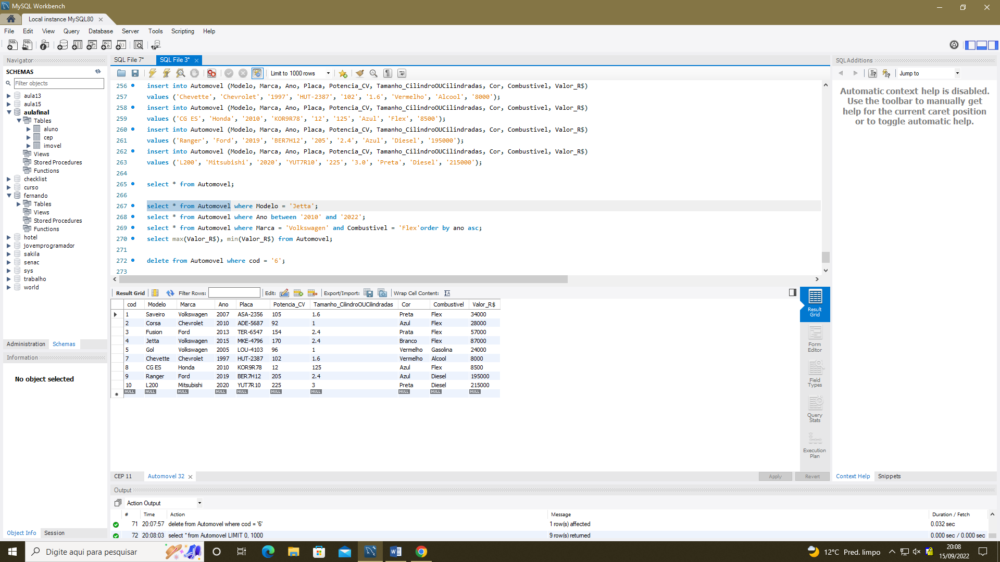 MySQL Workbench
Local instance MySQL80
File Edit View Query Database Server Tools Scripting Help
Navigator
SCHEMAS
Filter objects
aula13
aula15
aulafinal
Tables
aluno
cep
imovel
Views
Stored Procedures
Functions
checklist
curso
fernando
Tables
Views
Stored Procedures
Functions
hotel
jovemprogramador
sakila
senac
sys
trabalho
world
Administration Schemas
Information
No object selected
Object Info Session
SQL File 7* SQL File 3*
Limit to 1000 rows
256 insert into Automovel (Modelo, Marca, Ano, Placa, Potencia_CV, Tamanho_CilindroOUCilindradas, Cor, Combustivel, Valor_R$)
257 values ('Chevette', 'Chevrolet', '1997', 'HUT-2387', '102', '1.6', 'Vermelho', 'Alcool', '8000');
258 insert into Automovel (Modelo, Marca, Ano, Placa, Potencia_CV, Tamanho_CilindroOUCilindradas, Cor, Combustivel, Valor_R$)
259 values ('CG ES', 'Honda', '2010', 'KOR9R78', '12', '125', 'Azul', 'Flex', '8500');
260 insert into Automovel (Modelo, Marca, Ano, Placa, Potencia_CV, Tamanho_CilindroOUCilindradas, Cor, Combustivel, Valor_R$)
261 values ('Ranger', 'Ford', '2019', 'BER7H12', '205', '2.4', 'Azul', 'Diesel', '195000');
262 insert into Automovel (Modelo, Marca, Ano, Placa, Potencia_CV, Tamanho_CilindroOUCilindradas, Cor, Combustivel, Valor_R$)
263 values ('L200', 'Mitsubishi', '2020', 'YUT7R10', '225', '3.0', 'Preta', 'Diesel', '215000');
264
265 select * from Automovel;
266
267 select * from Automovel where Modelo = 'Jetta';
268 select * from Automovel where Ano between '2010' and '2022';
269 select * from Automovel where Marca = 'Volkswagen' and Combustivel = 'Flex'order by ano asc;
270 select max(Valor_R$), min(Valor_R$) from Automovel;
271
272 delete from Automovel where cod = '6';
273
Result Grid Filter Rows: Edit: Export/Import: Wrap Cell Content:
cod Modelo Marca Ano Placa Potencia_CV Tamanho_CilindroOUCilindradas Cor Combustivel Valor_R$
1 Saveiro Volkswagen 2007 ASA-2356 105 1.6 Preta Flex 34000
2 Corsa Chevrolet 2010 ADE-5687 92 1 Azul Flex 28000
3 Fusion Ford 2013 TER-6547 154 2.4 Prata Flex 57000
4 Jetta Volkswagen 2015 MKE-4796 170 2.4 Branco Flex 87000
5 Gol Volkswagen 2005 LOU-4103 96 1 Vermelho Gasolina 24000
7 Chevette Chevrolet 1997 HUT-2387 102 1.6 Vermelho Alcool 8000
8 CG ES Honda 2010 KOR9R78 12 125 Azul Flex 8500
9 Ranger Ford 2019 BER7H12 205 2.4 Azul Diesel 195000
10 L200 Mitsubishi 2020 YUT7R10 225 3 Preta Diesel 215000
NULL NULL NULL NULL NULL NULL NULL NULL NULL NULL
Result
Grid
Form
Editor
Field
Types
Query
Stats
Execution
Plan
CEP 11 Automovel 32
Apply Revert
Output
Action Output
# Time Action Message Duration / Fetch
71 20:07:57 delete from Automovel where cod = '6' 1 row(s) affected 0.032 sec
72 20:08:03 select * from Automovel LIMIT 0, 1000 9 row(s) returned 0.000 sec / 0.000 sec
SQLAdditions
Jump to
Automatic context help is disabled.
Use the toolbar to manually get
help for the current caret position
or to toggle automatic help.
Context Help Snippets
Digite aqui para pesquisar
12°C Pred. limpo
20:08
15/09/2022